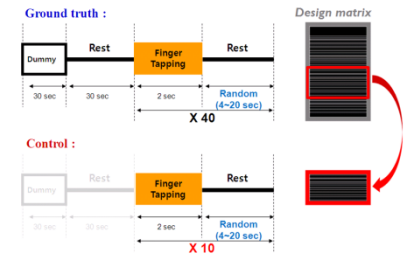 Ground truth :
Design matrix
Dummy
Rest
Finger
Tapping
Rest
30 sec
30 sec
2 sec
Random
(4~20 sec)
X 40
Control :
Dummy
Rest
Finger
Tapping
Rest
30 sec
30 sec
2 sec
Random
(4~20 sec)
X 10